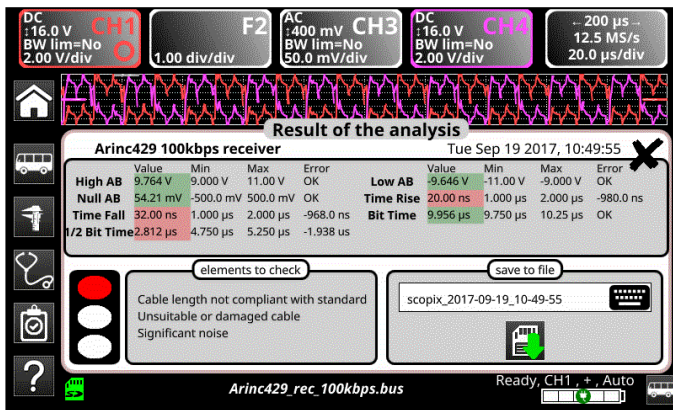 DC
↕16.0 V CH1
BW lim=No
2.00 V/div
F2
1.00 div/div
AC
↕400 mV CH3
BW lim=No
50.0 mV/div
DC
↕16.0 V CH4
BW lim=No
2.00 V/div
←200 µs→
12.5 MS/s
20.0 µs/div
Result of the analysis
Arinc429 100kbps receiver Tue Sep 19 2017, 10:49:55
Value Min Max Error Value Min Max Error
High AB 9.764 V 9.000 V 11.00 V OK Low AB -9.646 V -11.00 V -9.000 V OK
Null AB 54.21 mV -500.0 mV 500.0 mV OK Time Rise 20.00 ns 1.000 µs 2.000 µs -980.0 ns
Time Fall 32.00 ns 1.000 µs 2.000 µs -968.0 ns Bit Time 9.956 µs 9.750 µs 10.25 µs OK
1/2 Bit Time 2.812 µs 4.750 µs 5.250 µs -1.938 us
elements to check
Cable length not compliant with standard
Unsuitable or damaged cable
Significant noise
save to file
scopix_2017-09-19_10-49-55
?
Arinc429_rec_100kbps.bus
Ready, CH1 , + , Auto